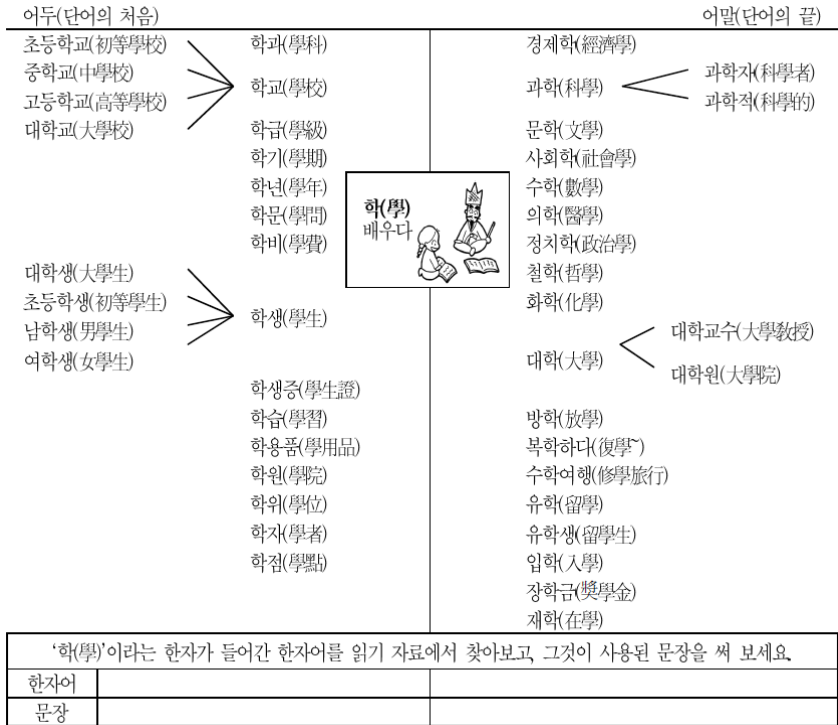 어두(단어의 처음) 어말(단어의 끝)
초등학교(初等學校) 학과(學科) 경제학(經濟學)
중학교(中學校) 과학자(科學者)
학교(學校) 과학(科學)
고등학교(高等學校) 과학적(科學的)
대학교(大學校) 학급(學級) 문학(文學)
학기(學期) 사회학(社會學)
학년(學年) 수학(數學)
학(學)
학문(學問) 의학(醫學)
배우다
학비(學費) 정치학(政治學)
대학생(大學生) 철학(哲學)
초등학생(初等學生) 화학(化學)
학생(學生)
남학생(男學生) 대학교수(大學敎授)
여학생(女學生) 대학(大學)
대학원(大學院)
학생증(學生證)
학습(學習) 방학(放學)
학용품(學用品) 복학하다(復學~)
학원(學院) 수학여행(修學旅行)
학위(學位) 유학(留學)
학자(學者) 유학생(留學生)
학점(學點) 입학(入學)
장학금(奬學金)
재학(在學)
‘학(學)’이라는 한자가 들어간 한자어를 읽기 자료에서 찾아보고, 그것이 사용된 문장을 써 보세요.
한자어
문장